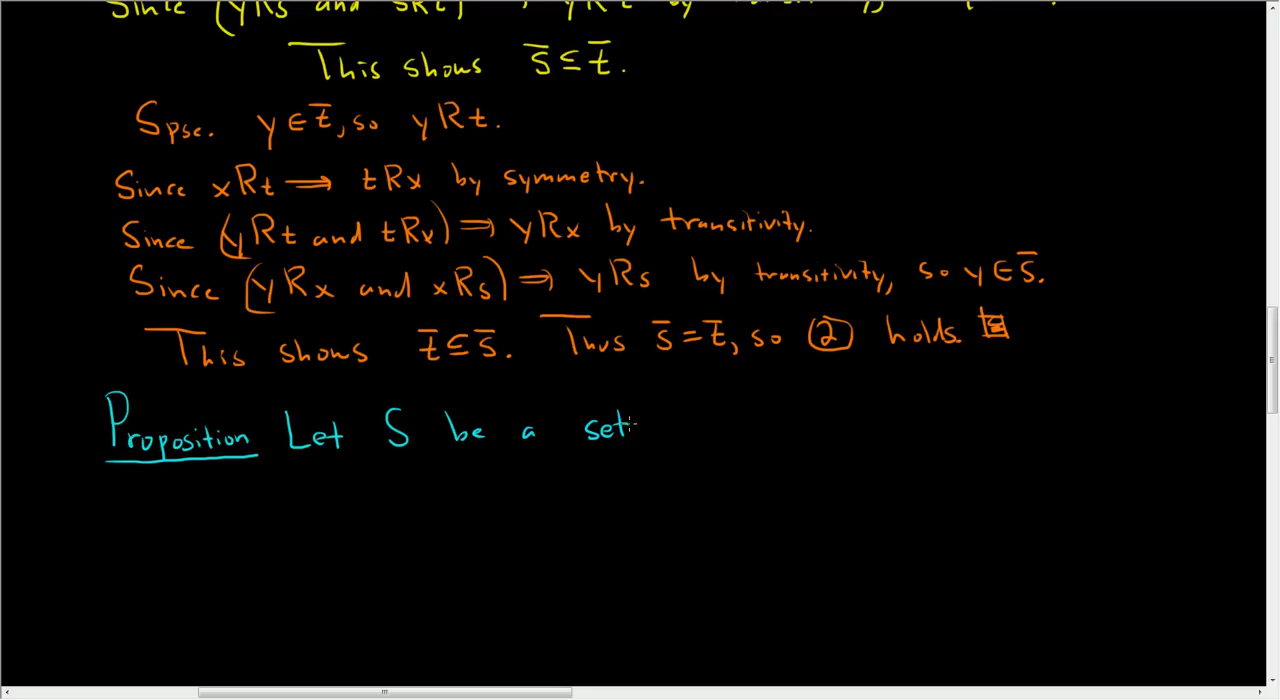 This shows s̅ ⊆ t̅.
Spse. y ∈ t̅, so yRt.
Since xRt ⟹ tRx by symmetry.
Since (yRt and tRx) ⟹ yRx by transitivity.
Since (yRx and xRs) ⟹ yRs by transitivity, so y ∈ s̅.
This shows t̅ ⊆ s̅. Thus s̅ = t̅, so ② holds.
Proposition Let S be a set